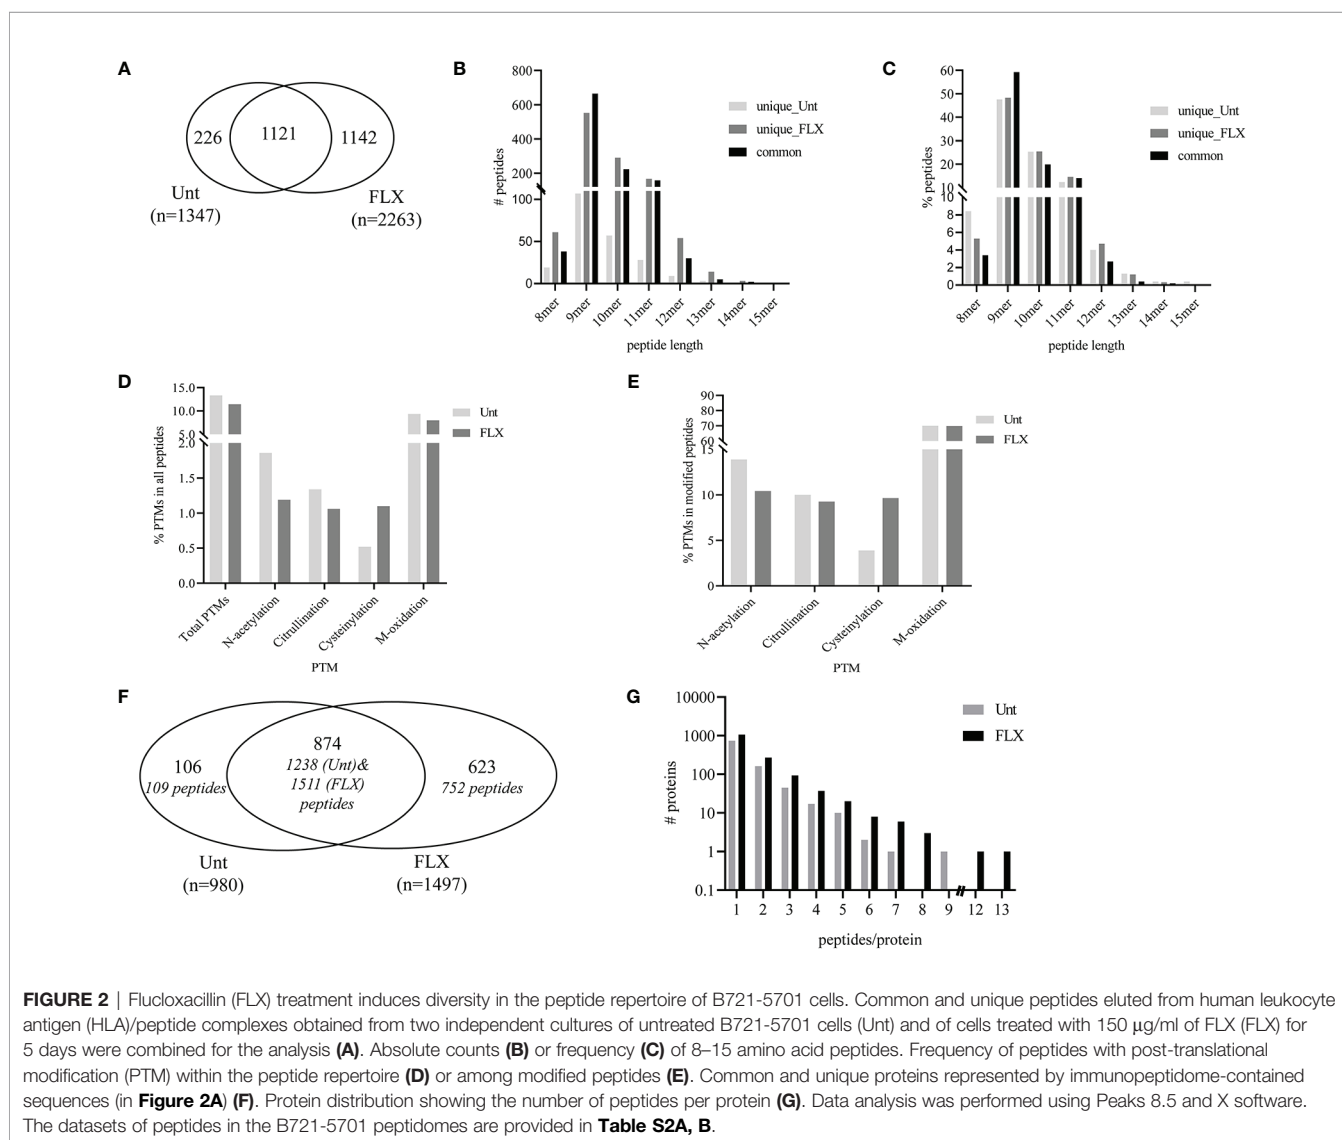 A
226
1121
1142
Unt
(n=1347)
FLX
(n=2263)
B
800
600
400
200
100
50
0
# peptides
8mer
9mer
10mer
11mer
12mer
13mer
14mer
15mer
peptide length
unique_Unt
unique_FLX
common
C
60
50
40
30
20
10
10
8
6
4
2
0
% peptides
8mer
9mer
10mer
11mer
12mer
13mer
14mer
15mer
peptide length
unique_Unt
unique_FLX
common
D
15.0
10.0
5.0
2.0
1.5
1.0
0.5
0.0
% PTMs in all peptides
Total PTMs
N-acetylation
Citrullination
Cysteinylation
M-oxidation
PTM
Unt
FLX
E
90
80
70
60
15
10
5
0
% PTMs in modified peptides
N-acetylation
Citrullination
Cysteinylation
M-oxidation
PTM
Unt
FLX
F
106
109 peptides
874
1238 (Unt)&
1511 (FLX)
peptides
623
752 peptides
Unt
(n=980)
FLX
(n=1497)
G
10000
1000
100
10
1
0.1
# proteins
1 2 3 4 5 6 7 8 9 12 13
peptides/protein
Unt
FLX
FIGURE 2 | Flucloxacillin (FLX) treatment induces diversity in the peptide repertoire of B721-5701 cells. Common and unique peptides eluted from human leukocyte
antigen (HLA)/peptide complexes obtained from two independent cultures of untreated B721-5701 cells (Unt) and of cells treated with 150 μg/ml of FLX (FLX) for
5 days were combined for the analysis (A). Absolute counts (B) or frequency (C) of 8–15 amino acid peptides. Frequency of peptides with post-translational
modification (PTM) within the peptide repertoire (D) or among modified peptides (E). Common and unique proteins represented by immunopeptidome-contained
sequences (in Figure 2A) (F). Protein distribution showing the number of peptides per protein (G). Data analysis was performed using Peaks 8.5 and X software.
The datasets of peptides in the B721-5701 peptidomes are provided in Table S2A, B.